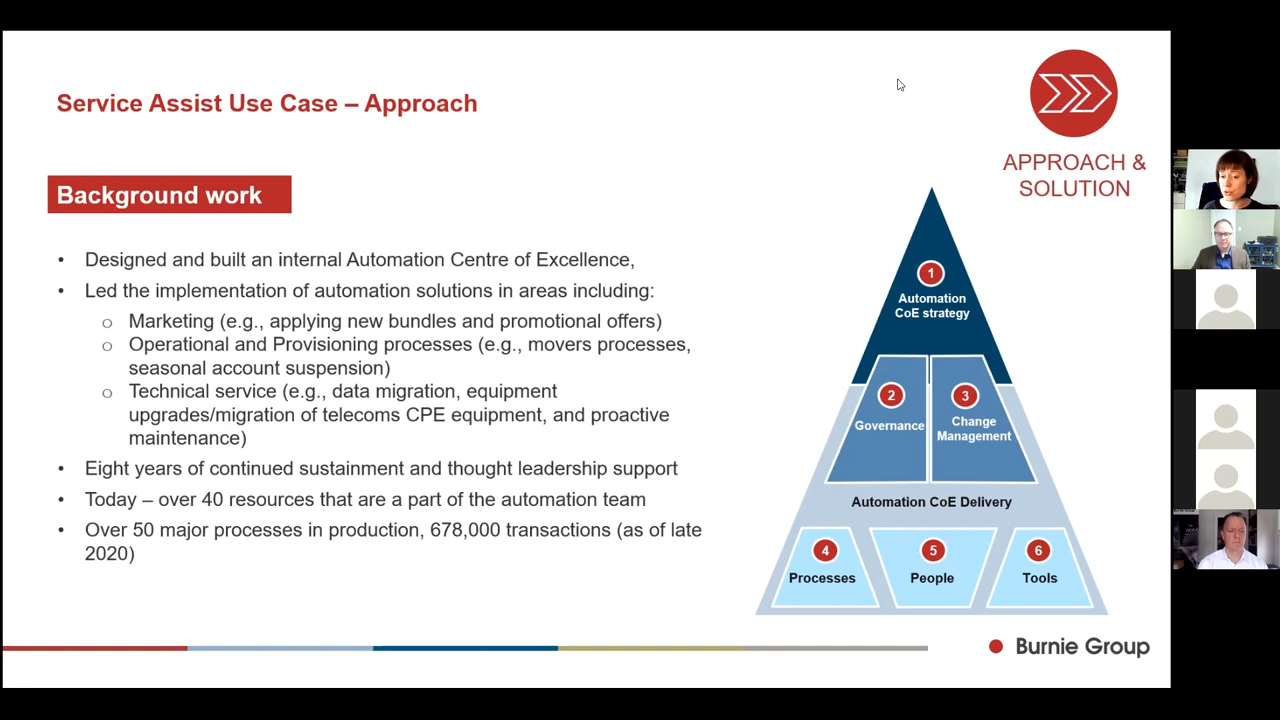 Service Assist Use Case – Approach
APPROACH &
SOLUTION
Background work
• Designed and built an internal Automation Centre of Excellence,
• Led the implementation of automation solutions in areas including:
o Marketing (e.g., applying new bundles and promotional offers)
o Operational and Provisioning processes (e.g., movers processes,
seasonal account suspension)
o Technical service (e.g., data migration, equipment
upgrades/migration of telecoms CPE equipment, and proactive
maintenance)
• Eight years of continued sustainment and thought leadership support
• Today – over 40 resources that are a part of the automation team
• Over 50 major processes in production, 678,000 transactions (as of late
2020)
1
Automation
CoE strategy
2
Governance
3
Change
Management
Automation CoE Delivery
4
Processes
5
People
6
Tools
Burnie Group